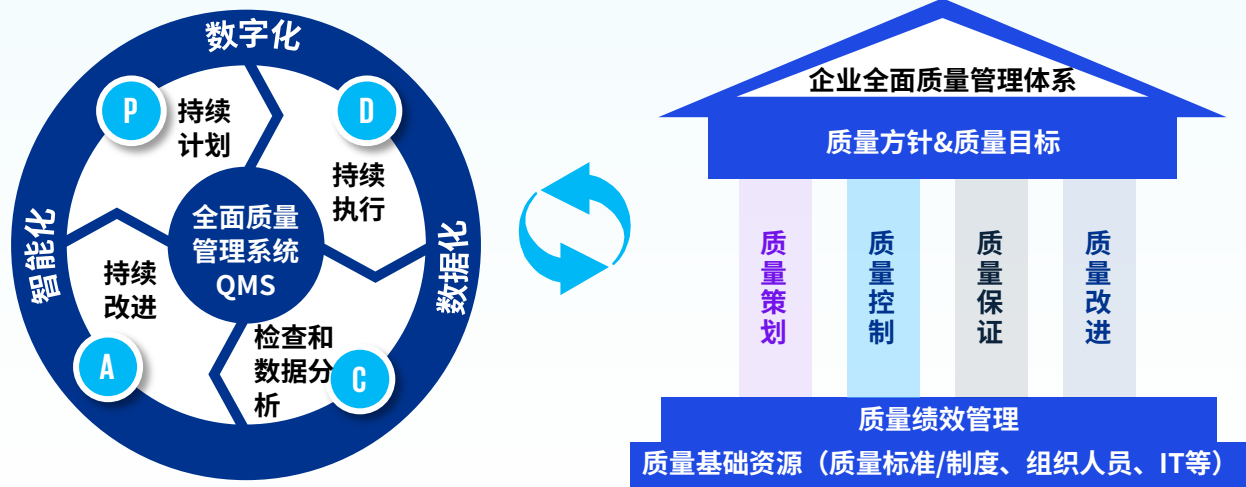 数字化
P
持续
计划
D
持续
执行
智能化
全面质量
管理系统
QMS
数据化
持续
改进
A
检查和
数据分
析
C
企业全面质量管理体系
质量方针&质量目标
质量策划
质量控制
质量保证
质量改进
质量绩效管理
质量基础资源（质量标准/制度、组织人员、IT等）